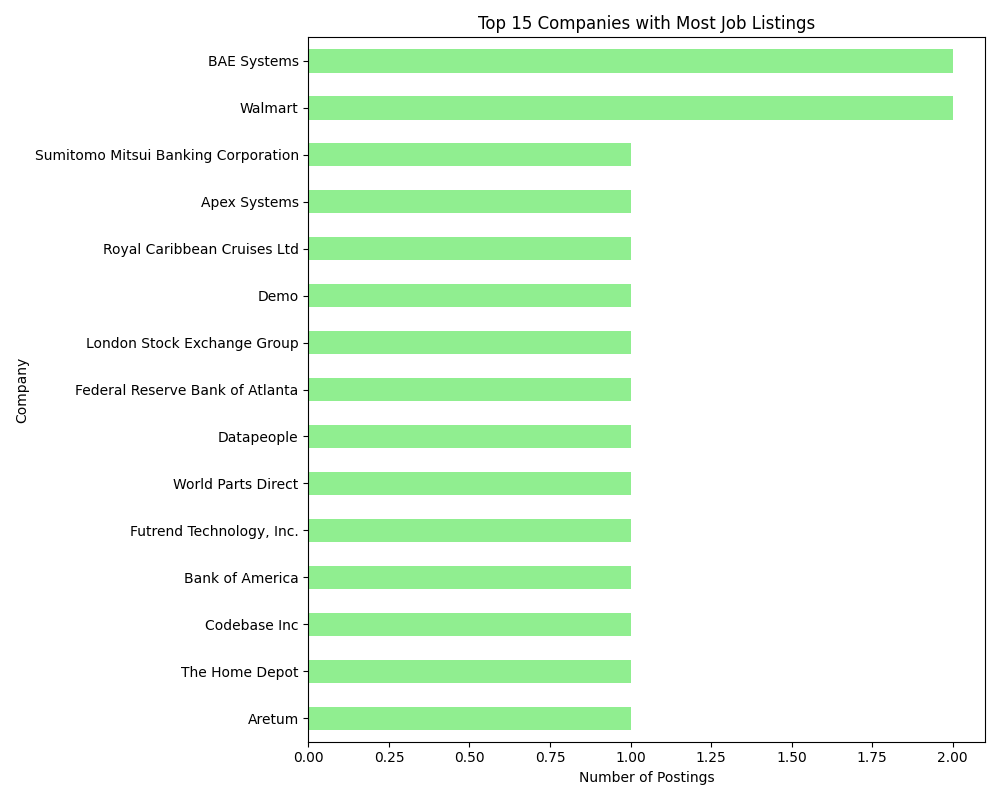 Top 15 Companies with Most Job Listings
BAE Systems
Walmart
Sumitomo Mitsui Banking Corporation
Apex Systems
Royal Caribbean Cruises Ltd
Demo
London Stock Exchange Group
Federal Reserve Bank of Atlanta
Datapeople
World Parts Direct
Futrend Technology, Inc.
Bank of America
Codebase Inc
The Home Depot
Aretum
Company
0.00 0.25 0.50 0.75 1.00 1.25 1.50 1.75 2.00
Number of Postings